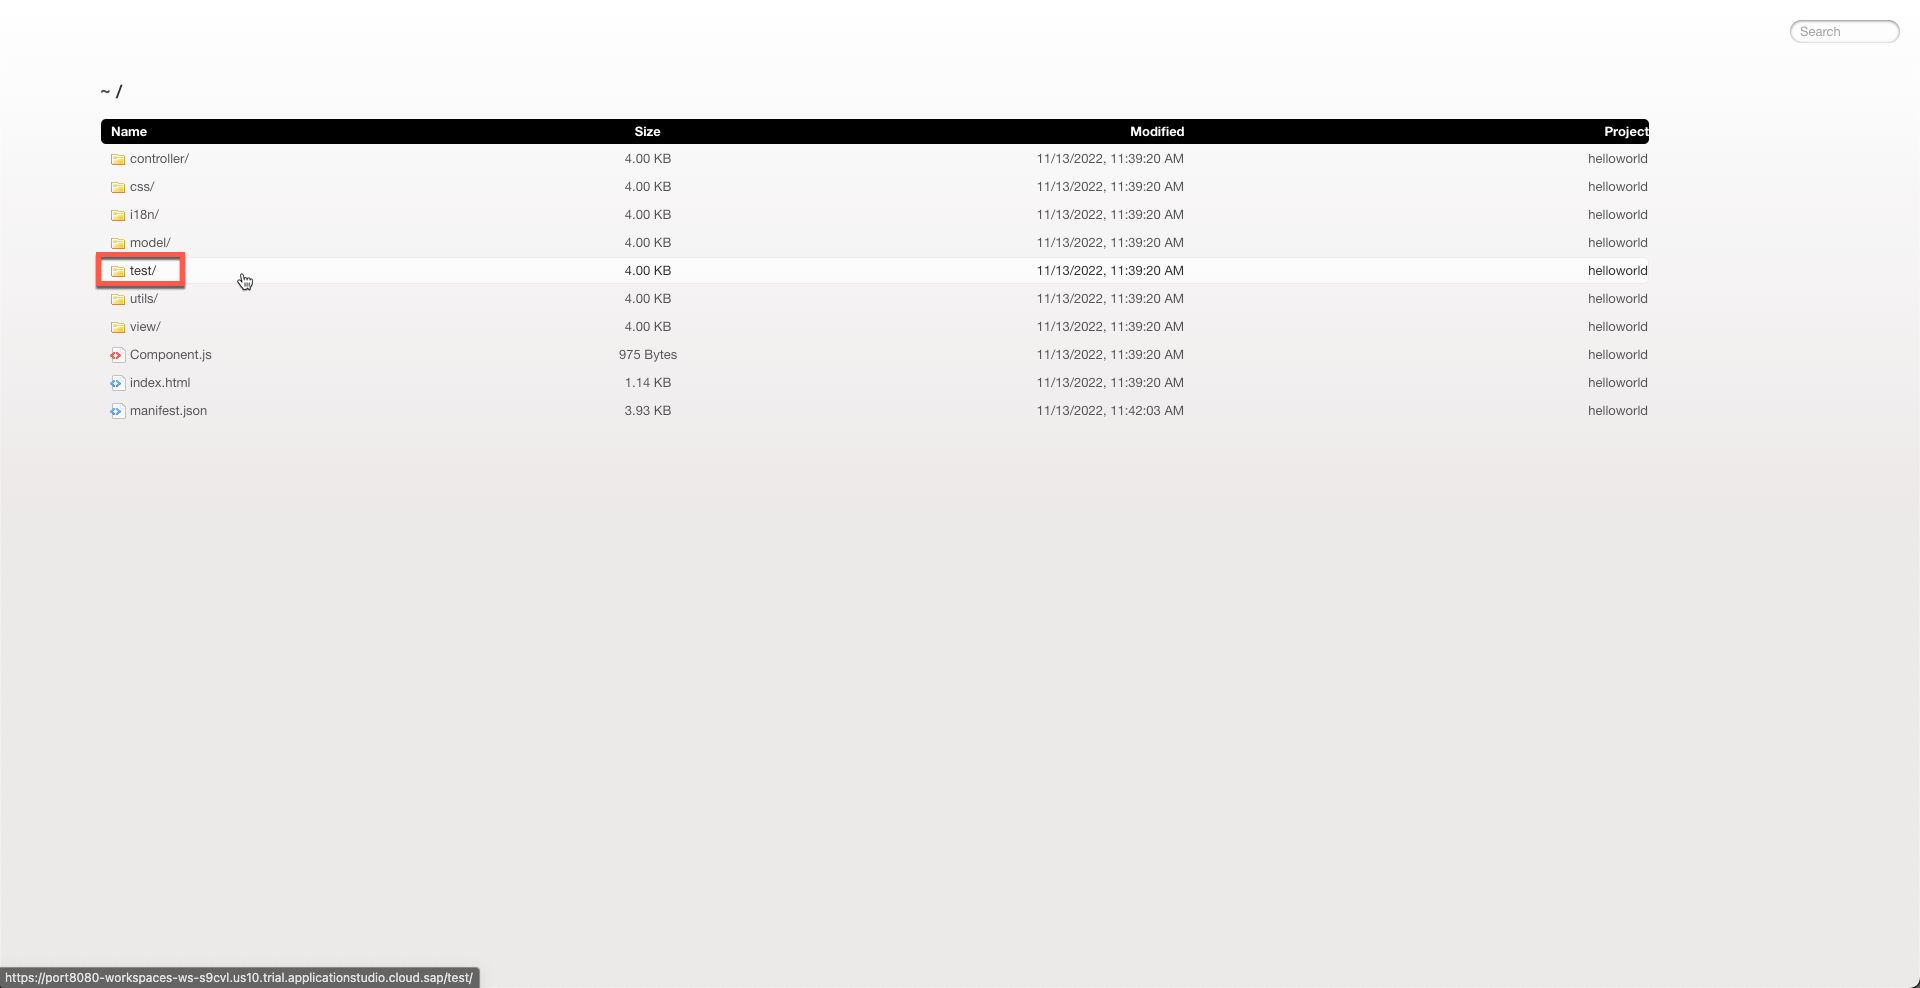 Search
~ /
Name Size Modified Project
controller/ 4.00 KB 11/13/2022, 11:39:20 AM helloworld
css/ 4.00 KB 11/13/2022, 11:39:20 AM helloworld
i18n/ 4.00 KB 11/13/2022, 11:39:20 AM helloworld
model/ 4.00 KB 11/13/2022, 11:39:20 AM helloworld
test/ 4.00 KB 11/13/2022, 11:39:20 AM helloworld
utils/ 4.00 KB 11/13/2022, 11:39:20 AM helloworld
view/ 4.00 KB 11/13/2022, 11:39:20 AM helloworld
Component.js 975 Bytes 11/13/2022, 11:39:20 AM helloworld
index.html 1.14 KB 11/13/2022, 11:39:20 AM helloworld
manifest.json 3.93 KB 11/13/2022, 11:42:03 AM helloworld
https://port8080-workspaces-ws-s9cvl.us10.trial.applicationstudio.cloud.sap/test/